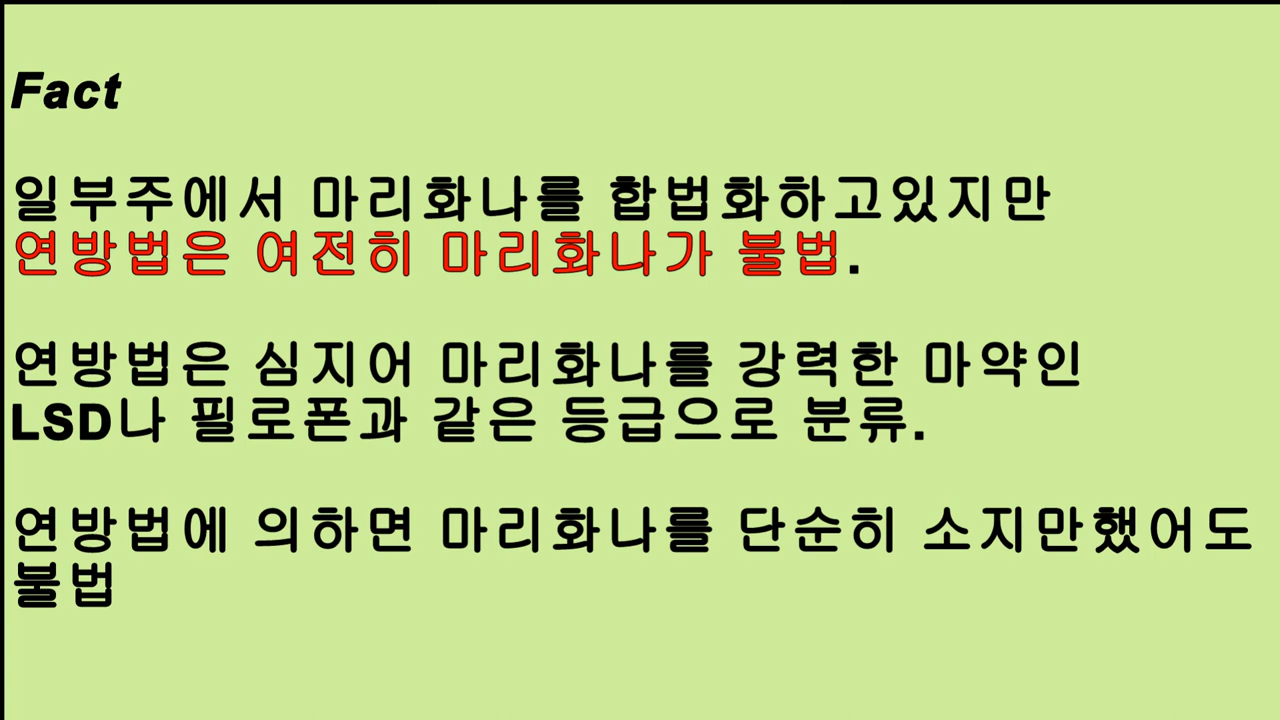 Fact
일부주에서 마리화나를 합법화하고있지만
연방법은 여전히 마리화나가 불법.
연방법은 심지어 마리화나를 강력한 마약인
LSD나 필로폰과 같은 등급으로 분류.
연방법에 의하면 마리화나를 단순히 소지만했어도
불법